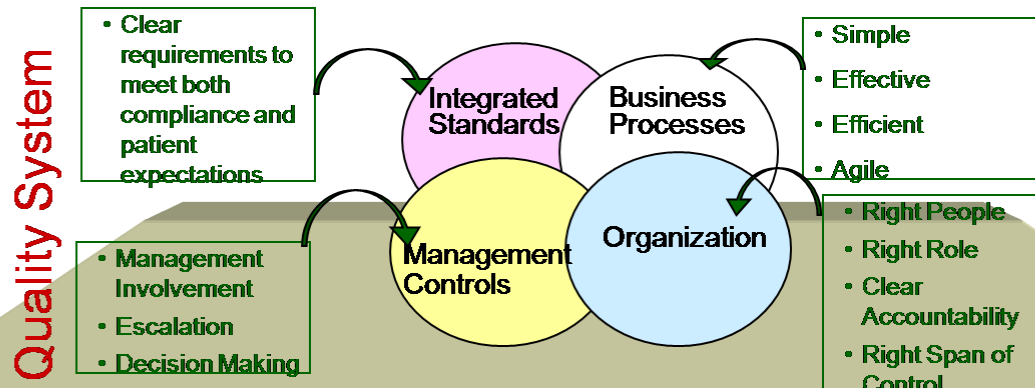 Quality System
• Clear
requirements to
meet both
compliance and
patient
expectations
Integrated
Standards
Business
Processes
• Simple
• Effective
• Efficient
• Agile
• Management
Involvement
• Escalation
• Decision Making
Management
Controls
Organization
• Right People
• Right Role
• Clear
Accountability
• Right Span of
Control